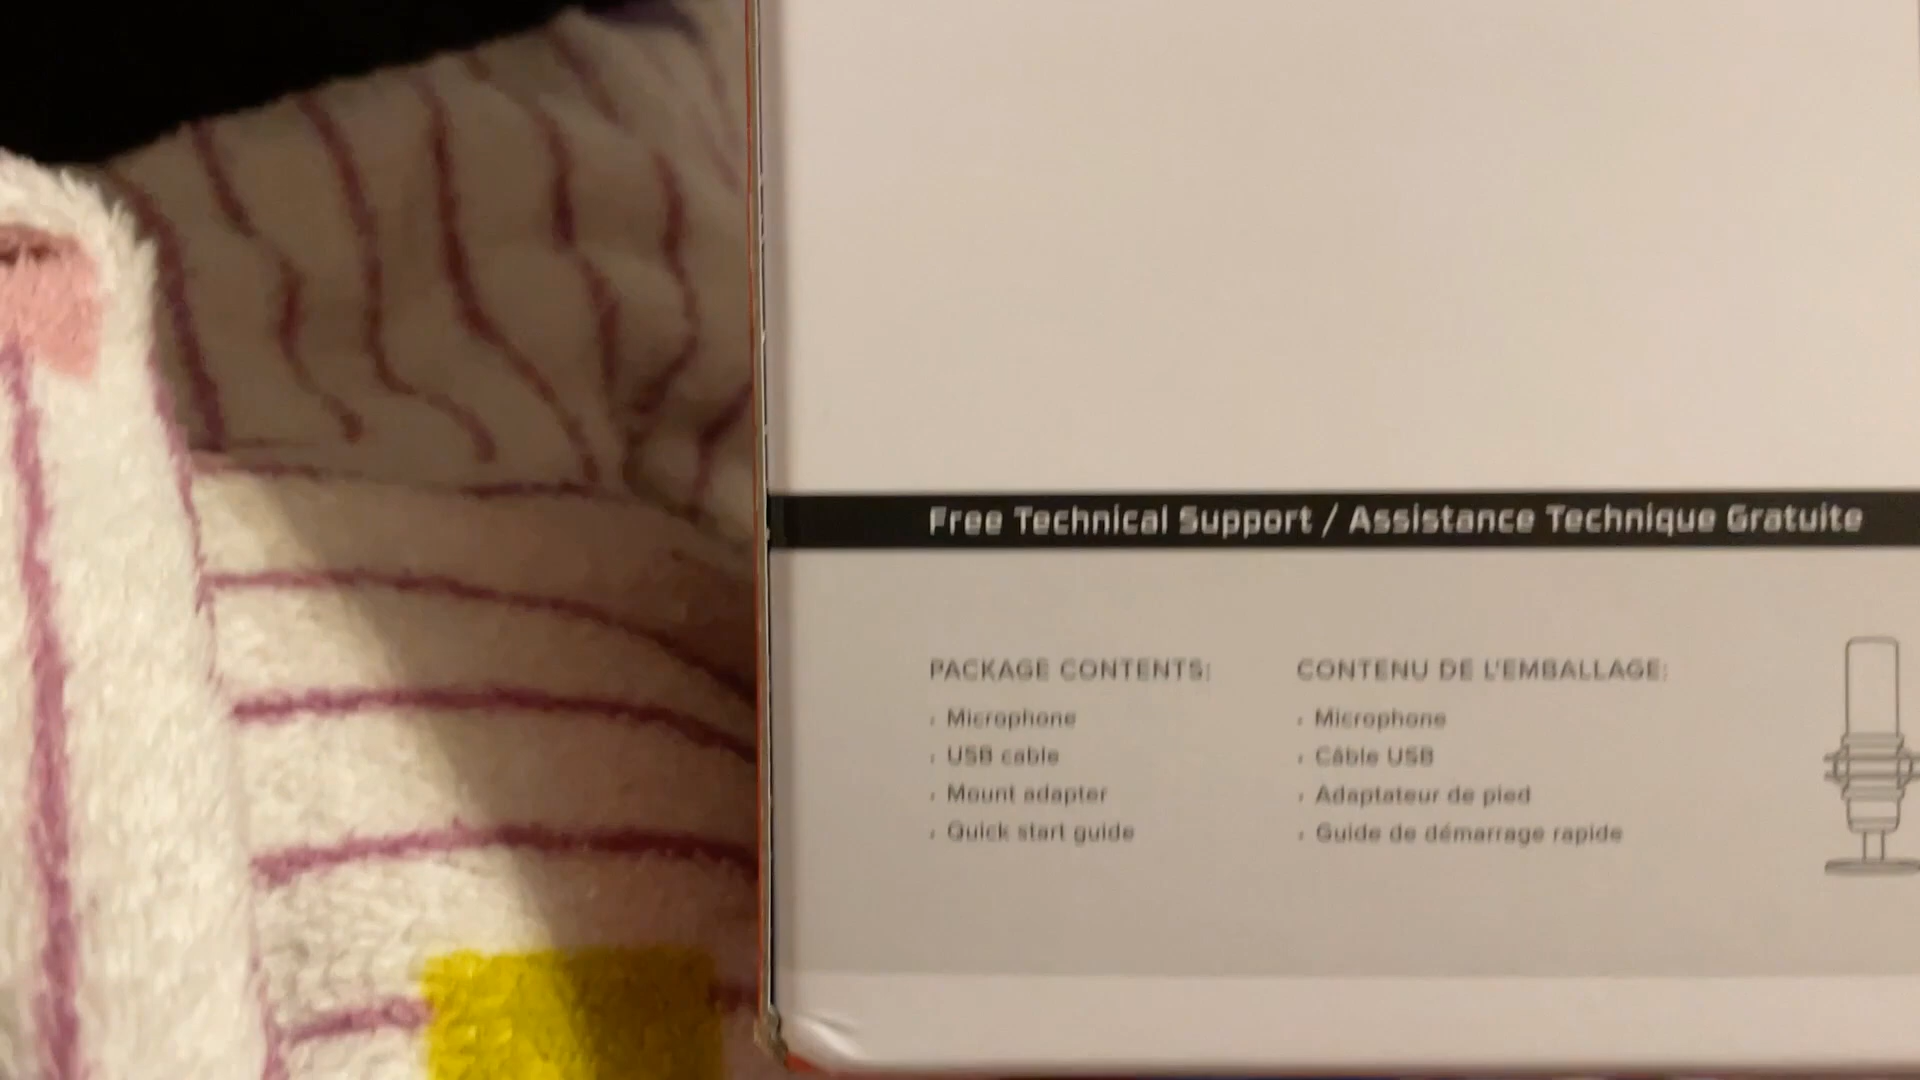 Free Technical Support / Assistance Technique Gratuite
PACKAGE CONTENTS:
· Microphone
· USB cable
· Mount adapter
· Quick start guide
CONTENU DE L'EMBALLAGE:
· Microphone
· Câble USB
· Adaptateur de pied
· Guide de démarrage rapide